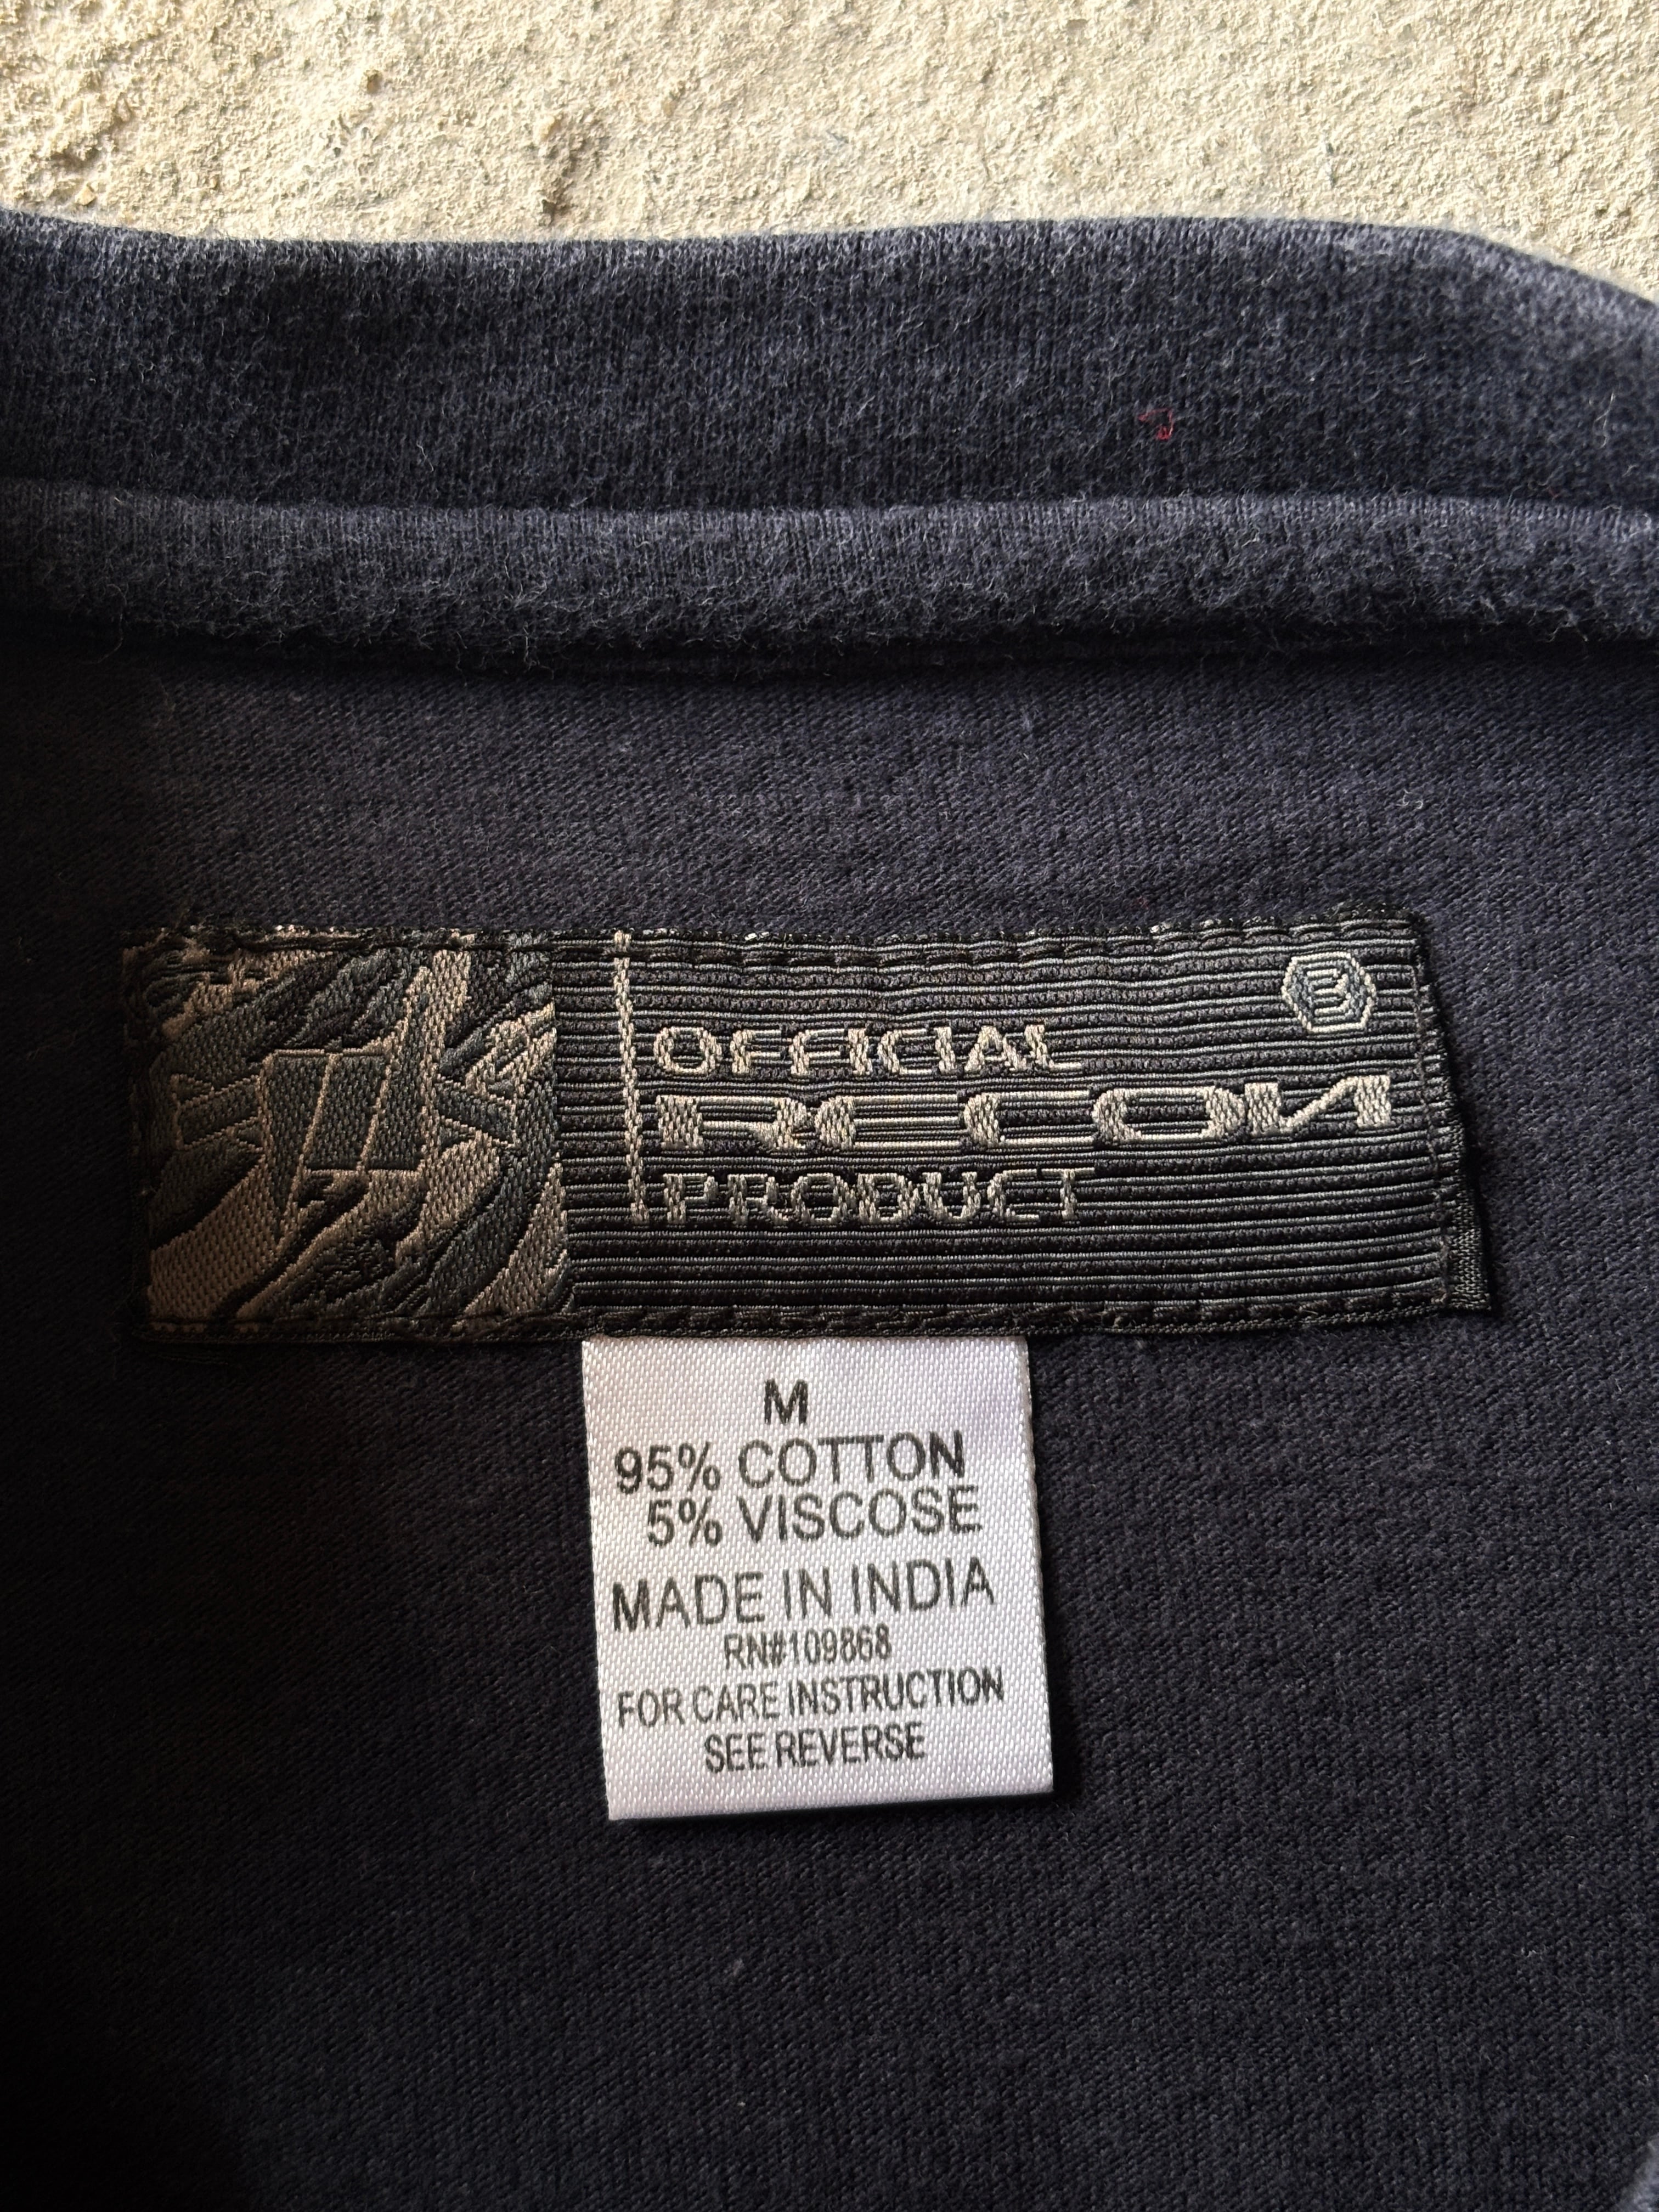 OFFICIAL
RECON
PRODUCT
M
95% COTTON
5% VISCOSE
MADE IN INDIA
RN#109868
FOR CARE INSTRUCTION
SEE REVERSE